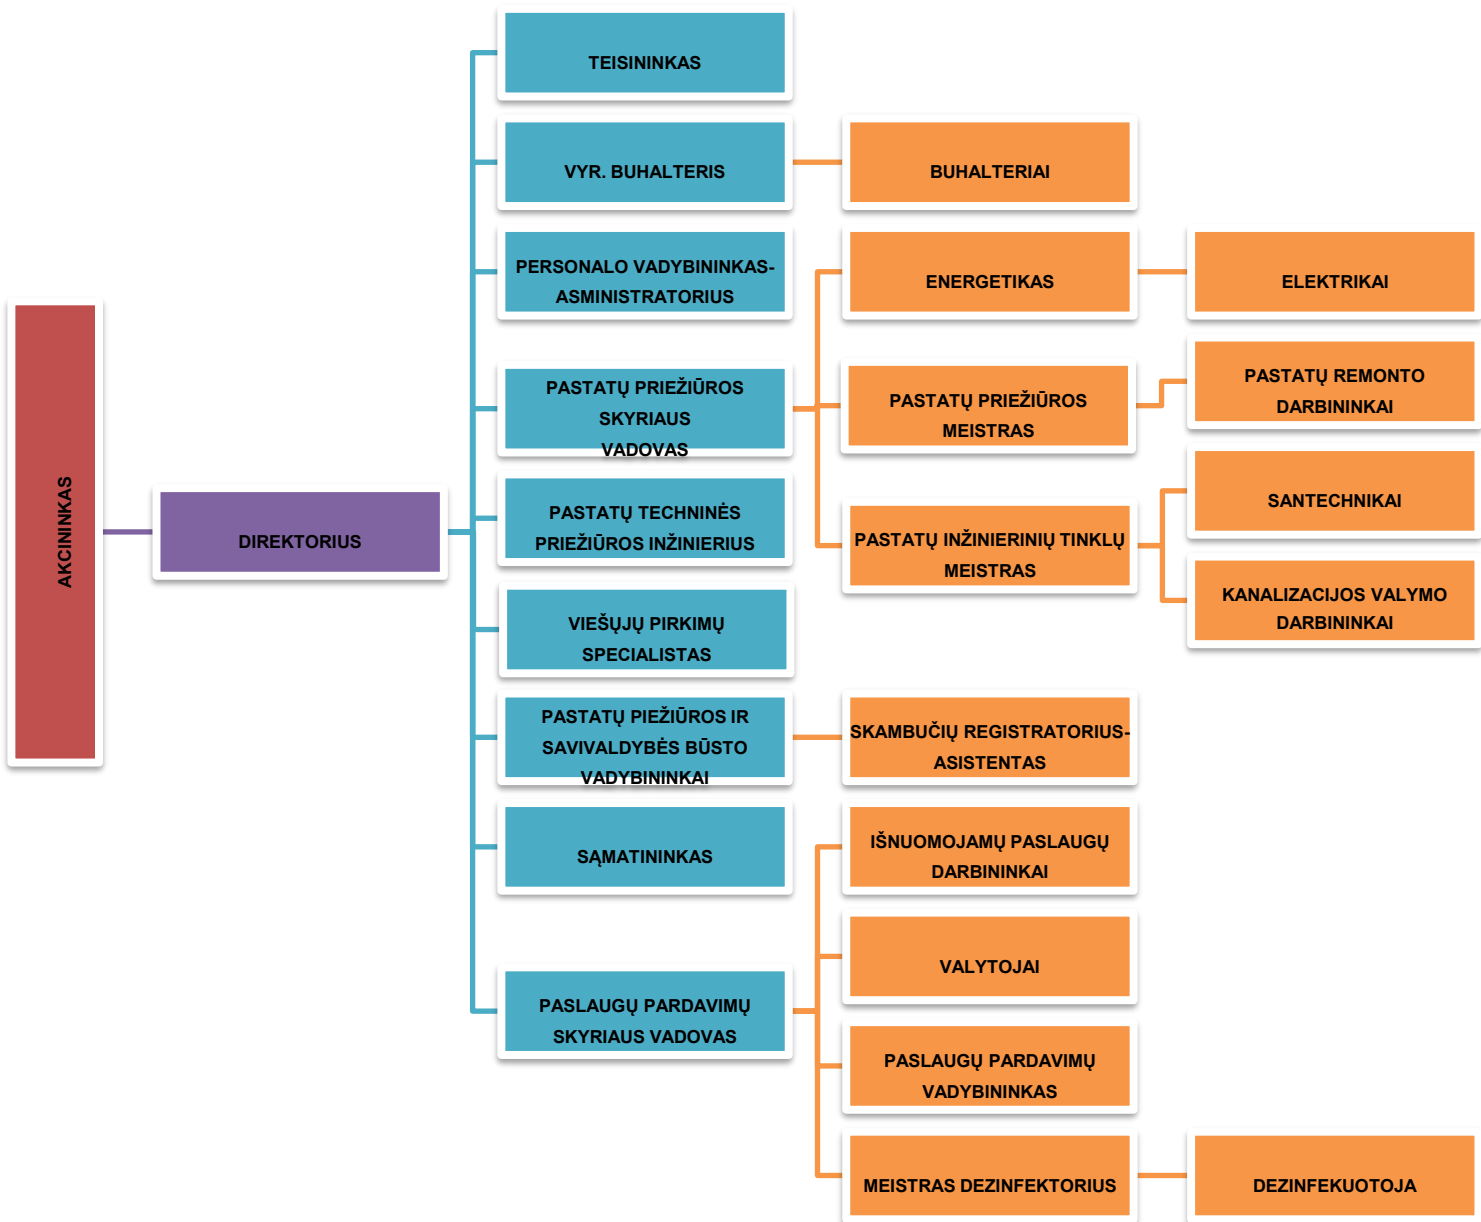 AKCININKAS
DIREKTORIUS
TEISININKAS
VYR. BUHALTERIS
BUHALTERIAI
PERSONALO VADYBININKAS-
ASMINISTRATORIUS
PASTATŲ PRIEŽIŪROS
SKYRIAUS
VADOVAS
ENERGETIKAS
ELEKTRIKAI
PASTATŲ PRIEŽIŪROS
MEISTRAS
PASTATŲ REMONTO
DARBININKAI
PASTATŲ INŽINIERINIŲ TINKLŲ
MEISTRAS
SANTECHNIKAI
KANALIZACIJOS VALYMO
DARBININKAI
PASTATŲ TECHNINĖS
PRIEŽIŪROS INŽINIERIUS
VIEŠŲJŲ PIRKIMŲ
SPECIALISTAS
PASTATŲ PIEŽIŪROS IR
SAVIVALDYBĖS BŪSTO
VADYBININKAI
SKAMBUČIŲ REGISTRATORIUS-
ASISTENTAS
SĄMATININKAS
PASLAUGŲ PARDAVIMŲ
SKYRIAUS VADOVAS
IŠNUOMOJAMŲ PASLAUGŲ
DARBININKAI
VALYTOJAI
PASLAUGŲ PARDAVIMŲ
VADYBININKAS
MEISTRAS DEZINFEKTORIUS
DEZINFEKUOTOJA